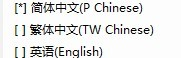 [*] 简体中文(P Chinese)
[ ] 繁体中文(TW Chinese)
[ ] 英语(English)